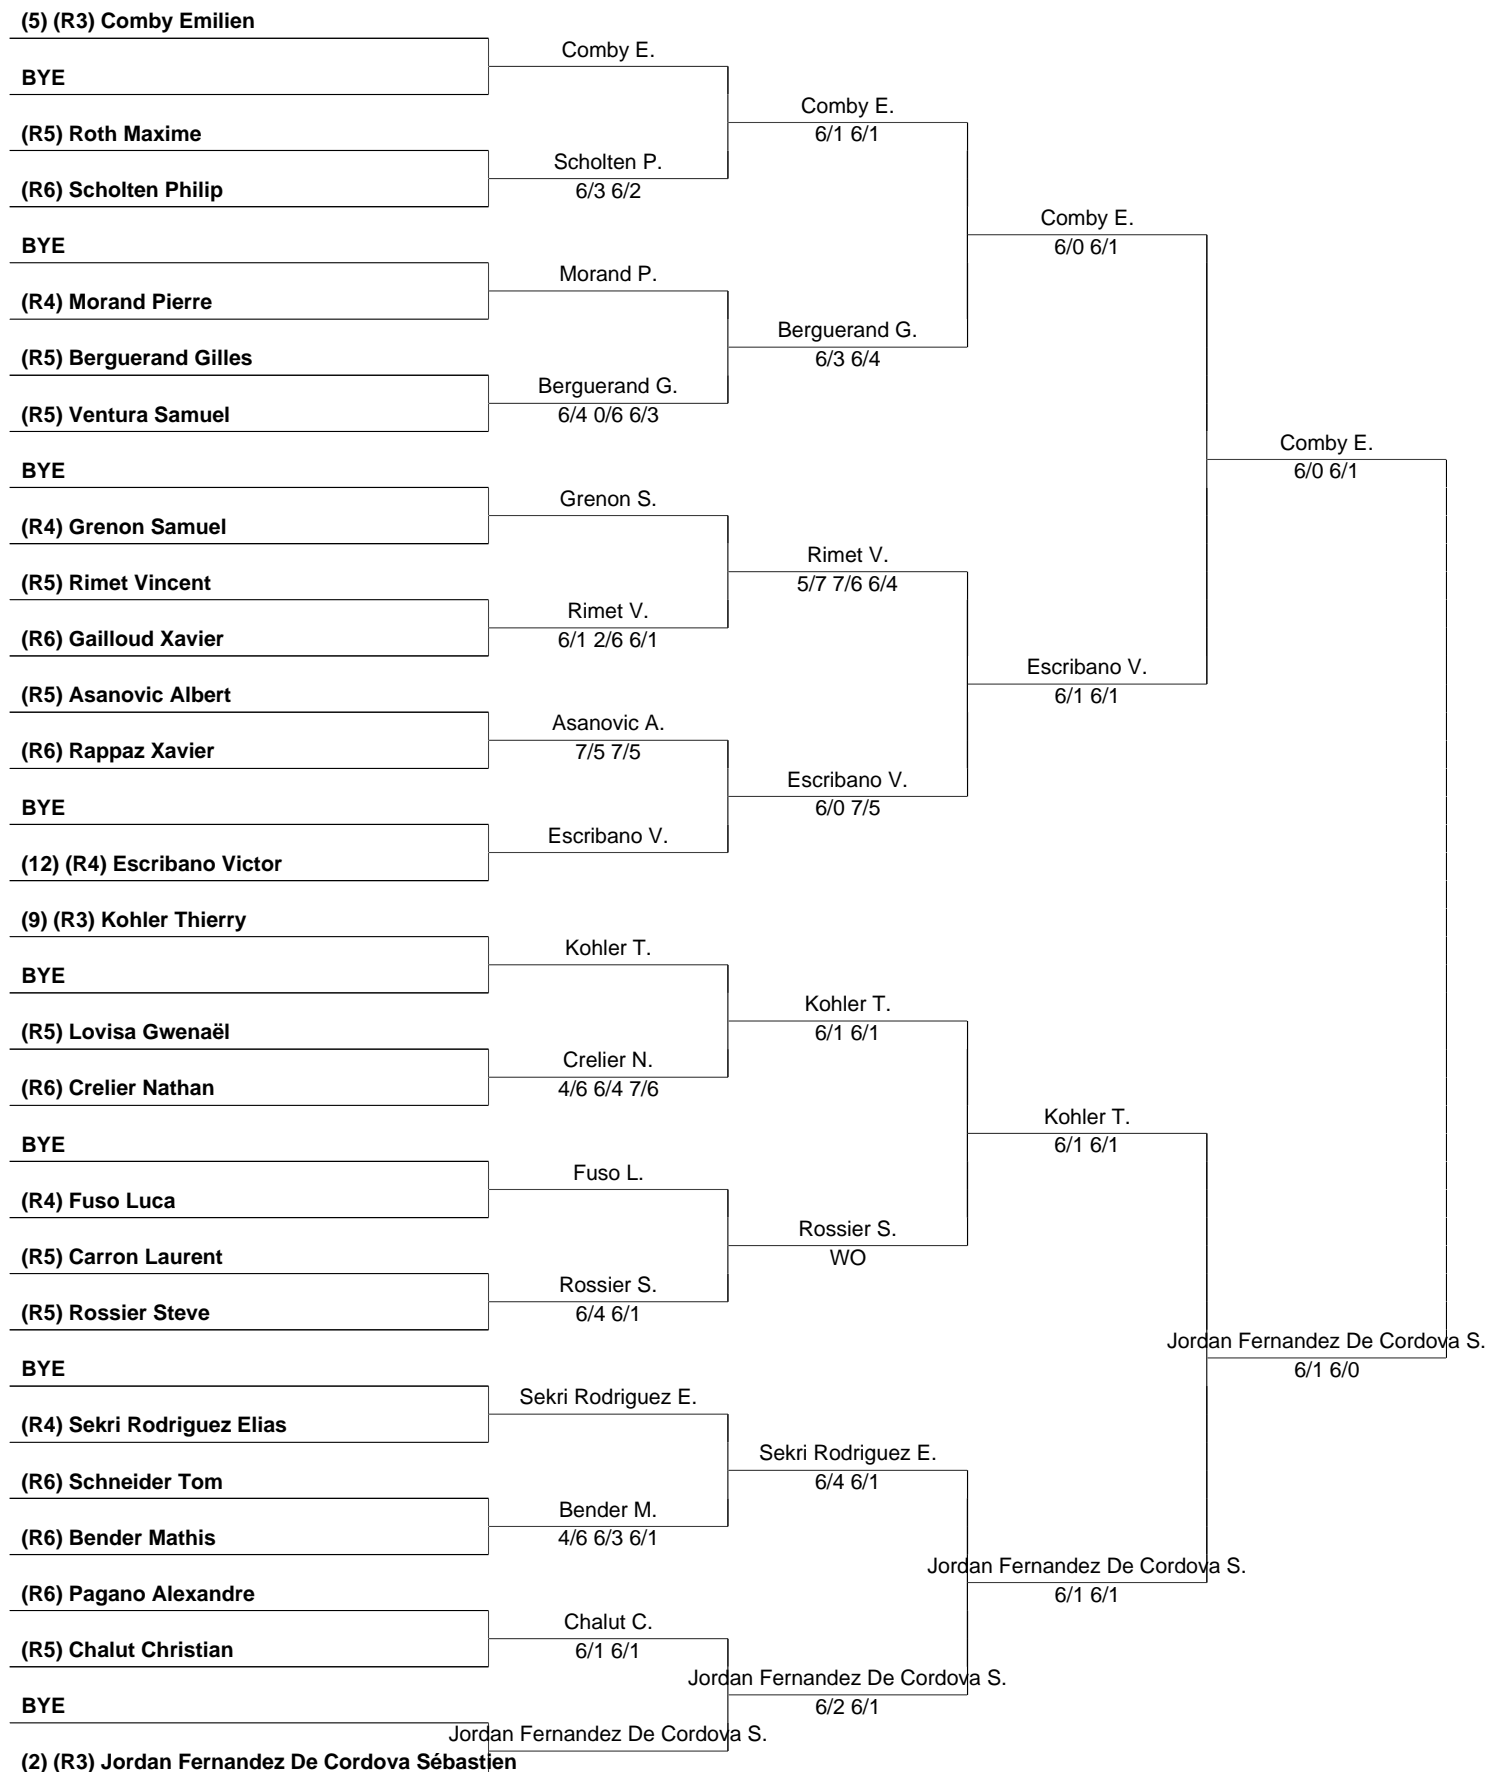 (5) (R3) Comby Emilien
Comby E.
BYE
Comby E.
6/1 6/1
(R5) Roth Maxime
Scholten P.
6/3 6/2
(R6) Scholten Philip
Comby E.
6/0 6/1
BYE
Morand P.
(R4) Morand Pierre
Berguerand G.
6/3 6/4
(R5) Berguerand Gilles
Berguerand G.
6/4 0/6 6/3
(R5) Ventura Samuel
Comby E.
6/0 6/1
BYE
Grenon S.
(R4) Grenon Samuel
Rimet V.
5/7 7/6 6/4
(R5) Rimet Vincent
Rimet V.
6/1 2/6 6/1
(R6) Gailloud Xavier
Escribano V.
6/1 6/1
(R5) Asanovic Albert
Asanovic A.
7/5 7/5
(R6) Rappaz Xavier
Escribano V.
6/0 7/5
BYE
Escribano V.
(12) (R4) Escribano Victor
(9) (R3) Kohler Thierry
Kohler T.
BYE
Kohler T.
6/1 6/1
(R5) Lovisa Gwenaël
Crelier N.
4/6 6/4 7/6
(R6) Crelier Nathan
Kohler T.
6/1 6/1
BYE
Fuso L.
(R4) Fuso Luca
Rossier S.
WO
(R5) Carron Laurent
Rossier S.
6/4 6/1
(R5) Rossier Steve
Jordan Fernandez De Cordova S.
6/1 6/0
BYE
Sekri Rodriguez E.
(R4) Sekri Rodriguez Elias
Sekri Rodriguez E.
6/4 6/1
(R6) Schneider Tom
Bender M.
4/6 6/3 6/1
(R6) Bender Mathis
Jordan Fernandez De Cordova S.
6/1 6/1
(R6) Pagano Alexandre
Chalut C.
6/1 6/1
(R5) Chalut Christian
Jordan Fernandez De Cordova S.
6/2 6/1
BYE
Jordan Fernandez De Cordova S.
(2) (R3) Jordan Fernandez De Cordova Sébastien